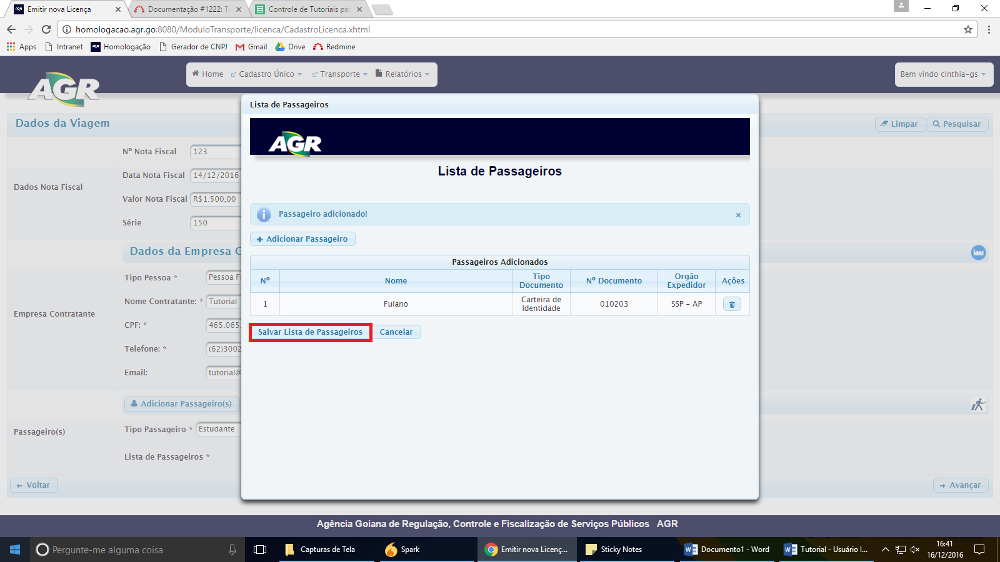 Emitir nova Licença
Documentação #1222: Tu
Controle de Tutoriais par
homologacao.agr.go:8080/ModuloTransporte/licenca/CadastroLicenca.xhtml
Apps Intranet Homologação Gerador de CNPJ Gmail Drive Redmine
AGR
Home Cadastro Único Transporte Relatórios
Bem vindo cinthia-gs
Dados da Viagem
Limpar Pesquisar
Dados Nota Fiscal
Nº Nota Fiscal 123
Data Nota Fiscal 14/12/2016
Valor Nota Fiscal R$1.500,00
Série 150
Empresa Contratante
Dados da Empresa C
Tipo Pessoa * Pessoa Fí
Nome Contratante: * Tutorial
CPF: * 465.065.
Telefone: * (62)3002
Email: tutorial@
Passageiro(s)
Adicionar Passageiro(s)
Tipo Passageiro * Estudante
Lista de Passageiros *
Voltar
Avançar
Lista de Passageiros
AGR
Lista de Passageiros
Passageiro adicionado!
Adicionar Passageiro
Passageiros Adicionados
Nº Nome Tipo Documento Nº Documento Orgão Expedidor Ações
1 Fulano Carteira de Identidade 010203 SSP - AP
Salvar Lista de Passageiros Cancelar
Agência Goiana de Regulação, Controle e Fiscalização de Serviços Públicos AGR
Pergunte-me alguma coisa
Capturas de Tela
Spark
Emitir nova Licenç...
Sticky Notes
Documento1 - Word
Tutorial - Usuário I...
16:41
16/12/2016